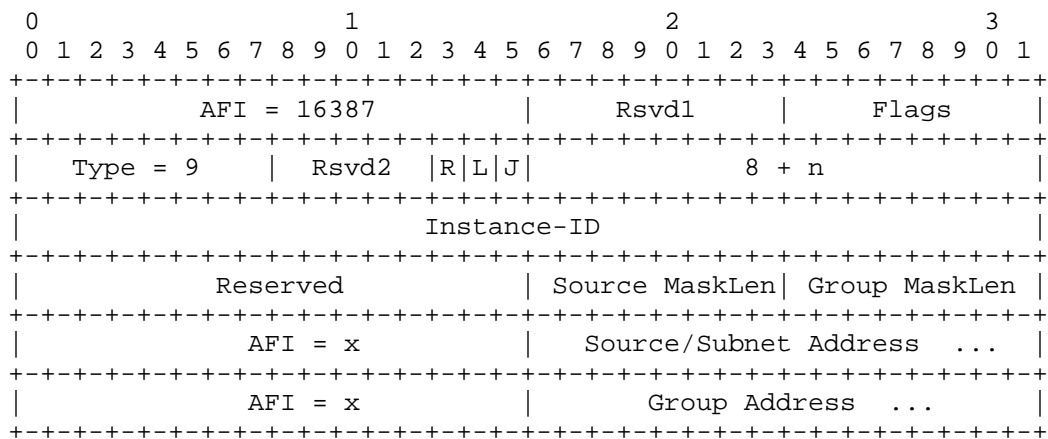 0                   1                   2                   3
 0 1 2 3 4 5 6 7 8 9 0 1 2 3 4 5 6 7 8 9 0 1 2 3 4 5 6 7 8 9 0 1
+-+-+-+-+-+-+-+-+-+-+-+-+-+-+-+-+-+-+-+-+-+-+-+-+-+-+-+-+-+-+-+-+
|           AFI = 16387         |     Rsvd1     |     Flags     |
+-+-+-+-+-+-+-+-+-+-+-+-+-+-+-+-+-+-+-+-+-+-+-+-+-+-+-+-+-+-+-+-+
|   Type = 9    |  Rsvd2  |R|L|J|             8 + n             |
+-+-+-+-+-+-+-+-+-+-+-+-+-+-+-+-+-+-+-+-+-+-+-+-+-+-+-+-+-+-+-+-+
|                         Instance-ID                           |
+-+-+-+-+-+-+-+-+-+-+-+-+-+-+-+-+-+-+-+-+-+-+-+-+-+-+-+-+-+-+-+-+
|            Reserved           | Source MaskLen| Group MaskLen |
+-+-+-+-+-+-+-+-+-+-+-+-+-+-+-+-+-+-+-+-+-+-+-+-+-+-+-+-+-+-+-+-+
|              AFI = x          |   Source/Subnet Address  ...  |
+-+-+-+-+-+-+-+-+-+-+-+-+-+-+-+-+-+-+-+-+-+-+-+-+-+-+-+-+-+-+-+-+
|              AFI = x          |       Group Address  ...      |
+-+-+-+-+-+-+-+-+-+-+-+-+-+-+-+-+-+-+-+-+-+-+-+-+-+-+-+-+-+-+-+-+